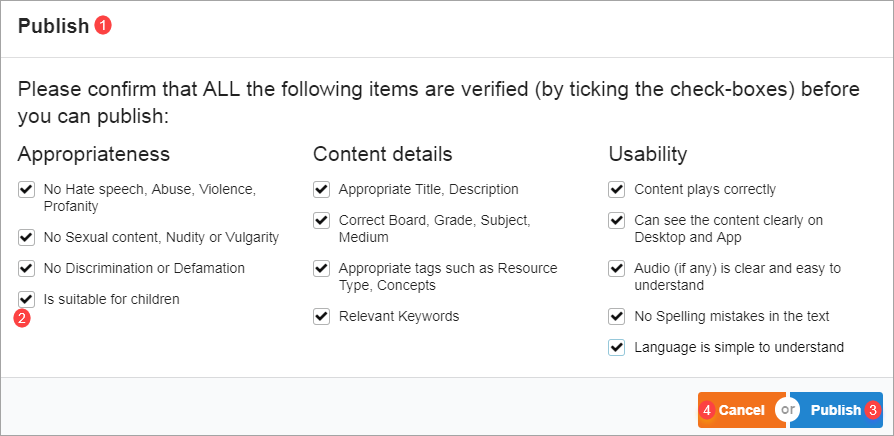 Publish 1
Please confirm that ALL the following items are verified (by ticking the check-boxes) before
you can publish:
Appropriateness
No Hate speech, Abuse, Violence,
Profanity
No Sexual content, Nudity or Vulgarity
No Discrimination or Defamation
Is suitable for children
2
Content details
Appropriate Title, Description
Correct Board, Grade, Subject,
Medium
Appropriate tags such as Resource
Type, Concepts
Relevant Keywords
Usability
Content plays correctly
Can see the content clearly on
Desktop and App
Audio (if any) is clear and easy to
understand
No Spelling mistakes in the text
Language is simple to understand
4 Cancel or Publish 3